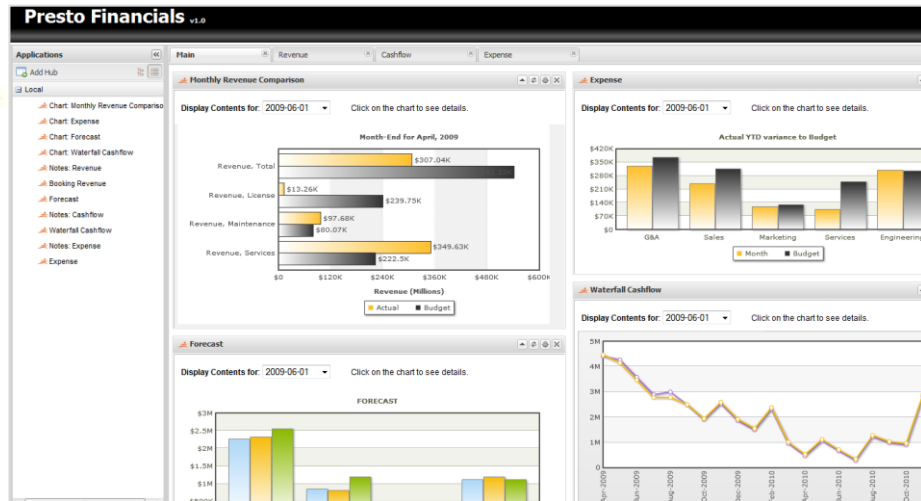 Presto Financials v1.0
Applications
Add Hub
Local
Chart: Monthly Revenue Compariso
Chart: Expense
Chart: Forecast
Chart: Waterfall Cashflow
Notes: Revenue
Booking Revenue
Forecast
Notes: Cashflow
Waterfall Cashflow
Notes: Expense
Expense
Main Revenue Cashflow Expense
Monthly Revenue Comparison
Display Contents for: 2009-06-01 Click on the chart to see details.
Month-End for April, 2009
Revenue, Total
$307.04K
Revenue, License
$13.26K
$239.75K
Revenue, Maintenance
$97.68K
$80.07K
Revenue, Services
$349.63K
$222.5K
$0 $120K $240K $360K $480K $600K
Revenue (Millions)
Actual Budget
Forecast
Display Contents for: 2009-06-01 Click on the chart to see details.
FORECAST
$3M
$2.5M
$2M
$1.5M
$1M
$500K
Expense
Display Contents for: 2009-06-01 Click on the chart to see details.
Actual YTD variance to Budget
$420K
$350K
$280K
$210K
$140K
$70K
$0
G&A Sales Marketing Services Engineering
Month Budget
Waterfall Cashflow
Display Contents for: 2009-06-01 Click on the chart to see details.
5M
4M
3M
2M
1M
0
Apr-2009
Jun-2009
Aug-2009
Oct-2009
Dec-2009
Feb-2010
Apr-2010
Jun-2010
Aug-2010
Oct-2010